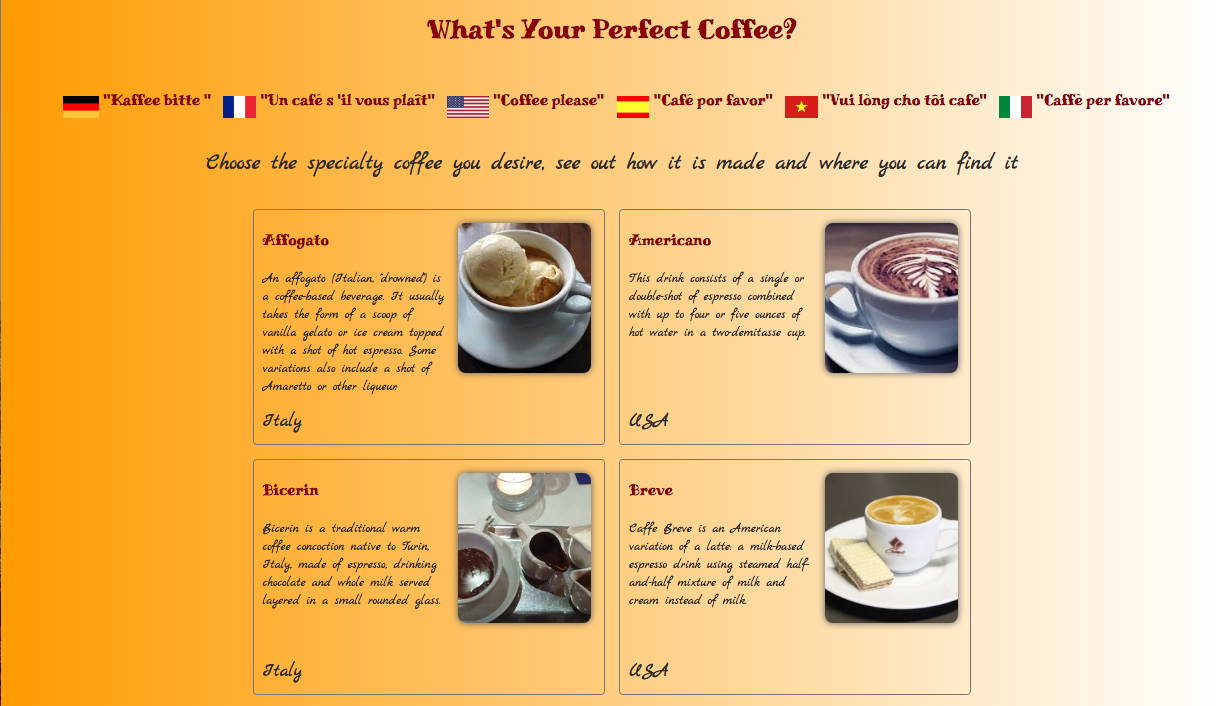 What's Your Perfect Coffee?
"Kaffee bitte " "Un café s 'il vous plaît" "Coffee please" "Café por favor" "Vui lòng cho tôi cafe" "Caffè per favore"
Choose the specialty coffee you desire, see out how it is made and where you can find it
Affogato
An affogato (Italian, "drowned") is
a coffee-based beverage. It usually
takes the form of a scoop of
vanilla gelato or ice cream topped
with a shot of hot espresso. Some
variations also include a shot of
Amaretto or other liqueur.
Italy
Americano
This drink consists of a single or
double-shot of espresso combined
with up to four or five ounces of
hot water in a two-demitasse cup.
USA
Bicerin
Bicerin is a traditional warm
coffee concoction native to Turin,
Italy, made of espresso, drinking
chocolate and whole milk served
layered in a small rounded glass.
Italy
Breve
Caffe Breve is an American
variation of a latte: a milk-based
espresso drink using steamed half-
and-half mixture of milk and
cream instead of milk.
USA